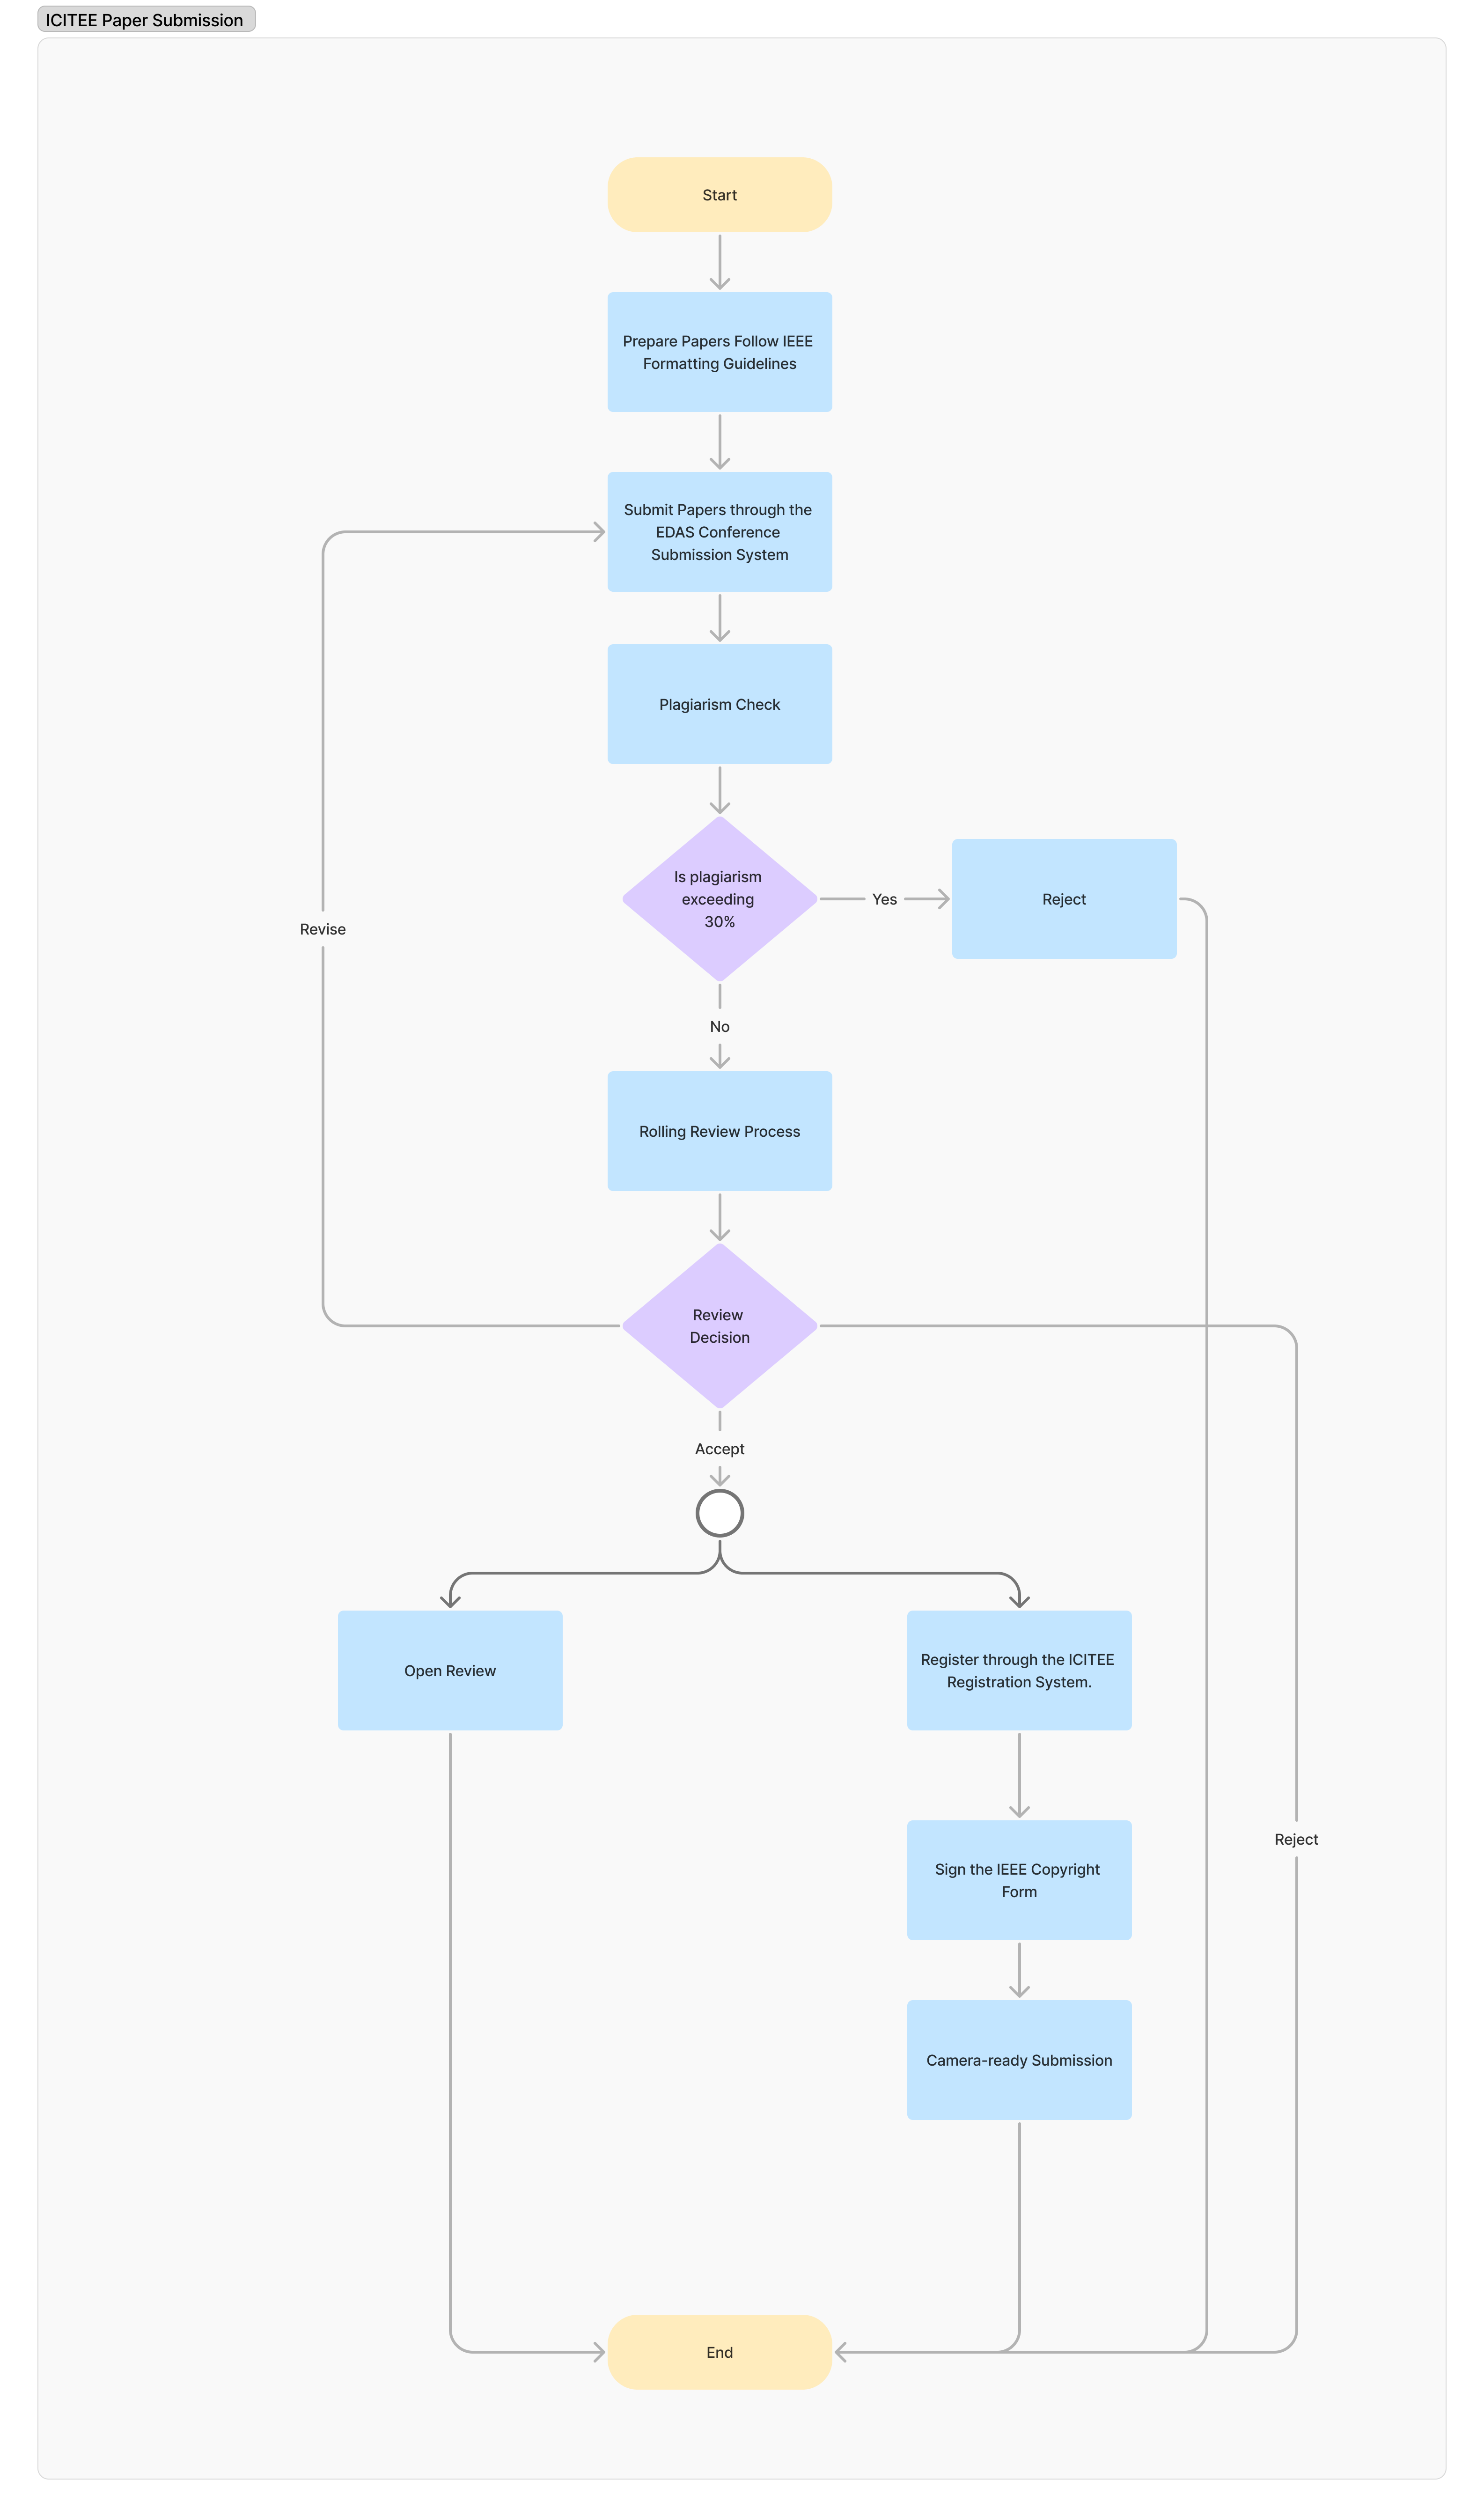 ICITEE Paper Submission
Start
Prepare Papers Follow IEEE
Formatting Guidelines
Submit Papers through the
EDAS Conference
Submission System
Plagiarism Check
Is plagiarism
exceeding
30%
Yes
Reject
Revise
No
Rolling Review Process
Review
Decision
Accept
Open Review
Register through the ICITEE
Registration System.
Reject
Sign the IEEE Copyright
Form
Camera-ready Submission
End